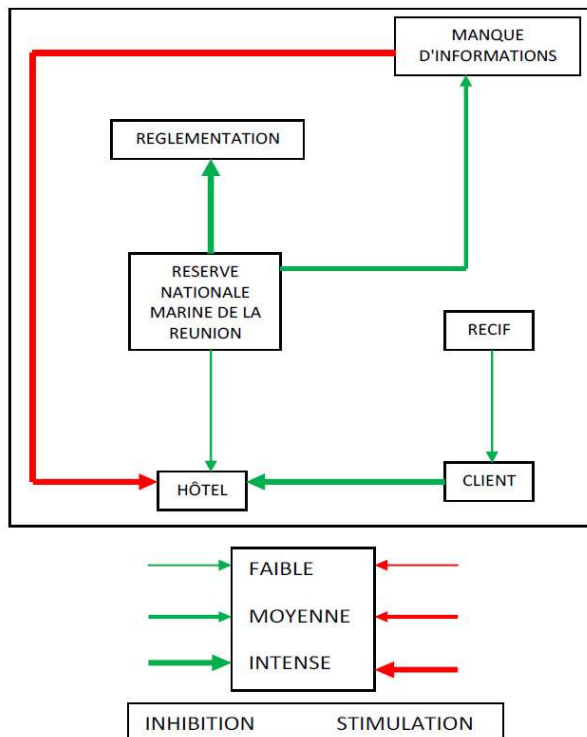 MANQUE
D'INFORMATIONS
REGLEMENTATION
RESERVE
NATIONALE
MARINE DE LA
REUNION
RECIF
HÔTEL
CLIENT
FAIBLE
MOYENNE
INTENSE
INHIBITION STIMULATION